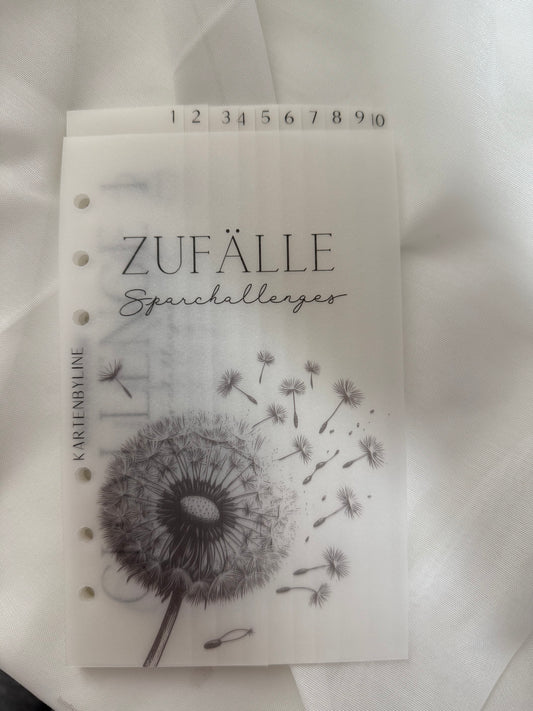 1 2 3 4 5 6 7 8 9 10
ZUFÄLLE
Sparchallenges
KARTENBYLINE